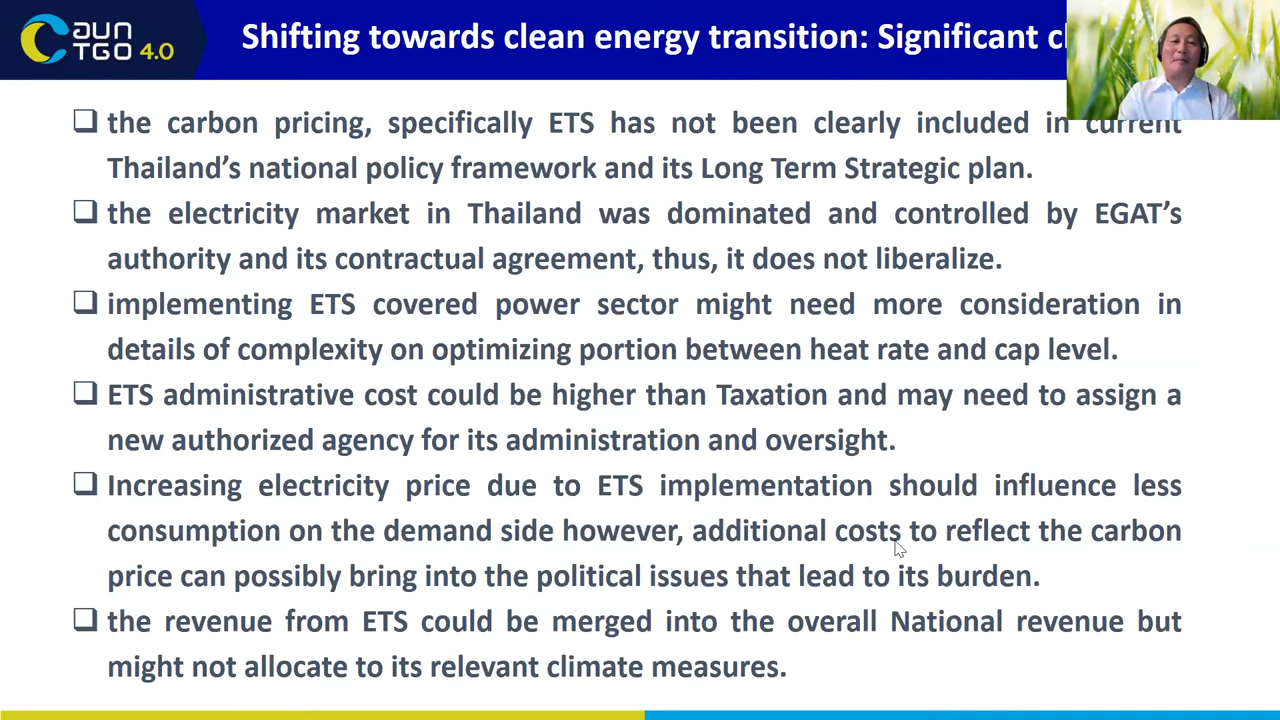 aun
TGO 4.0
Shifting towards clean energy transition: Significant
the carbon pricing, specifically ETS has not been clearly included in current
Thailand's national policy framework and its Long Term Strategic plan.
the electricity market in Thailand was dominated and controlled by EGAT's
authority and its contractual agreement, thus, it does not liberalize.
implementing ETS covered power sector might need more consideration in
details of complexity on optimizing portion between heat rate and cap level.
ETS administrative cost could be higher than Taxation and may need to assign a
new authorized agency for its administration and oversight.
Increasing electricity price due to ETS implementation should influence less
consumption on the demand side however, additional costs to reflect the carbon
price can possibly bring into the political issues that lead to its burden.
the revenue from ETS could be merged into the overall National revenue but
might not allocate to its relevant climate measures.